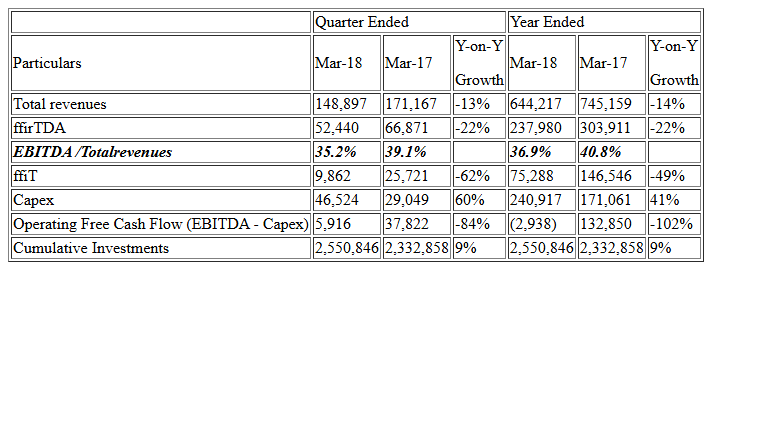 Quarter Ended Year Ended
Particulars Mar-18 Mar-17 Y-on-Y Growth Mar-18 Mar-17 Y-on-Y Growth
Total revenues 148,897 171,167 -13% 644,217 745,159 -14%
ffirTDA 52,440 66,871 -22% 237,980 303,911 -22%
EBITDA /Totalrevenues 35.2% 39.1% 36.9% 40.8%
ffiT 9,862 25,721 -62% 75,288 146,546 -49%
Capex 46,524 29,049 60% 240,917 171,061 41%
Operating Free Cash Flow (EBITDA - Capex) 5,916 37,822 -84% (2,938) 132,850 -102%
Cumulative Investments 2,550,846 2,332,858 9% 2,550,846 2,332,858 9%